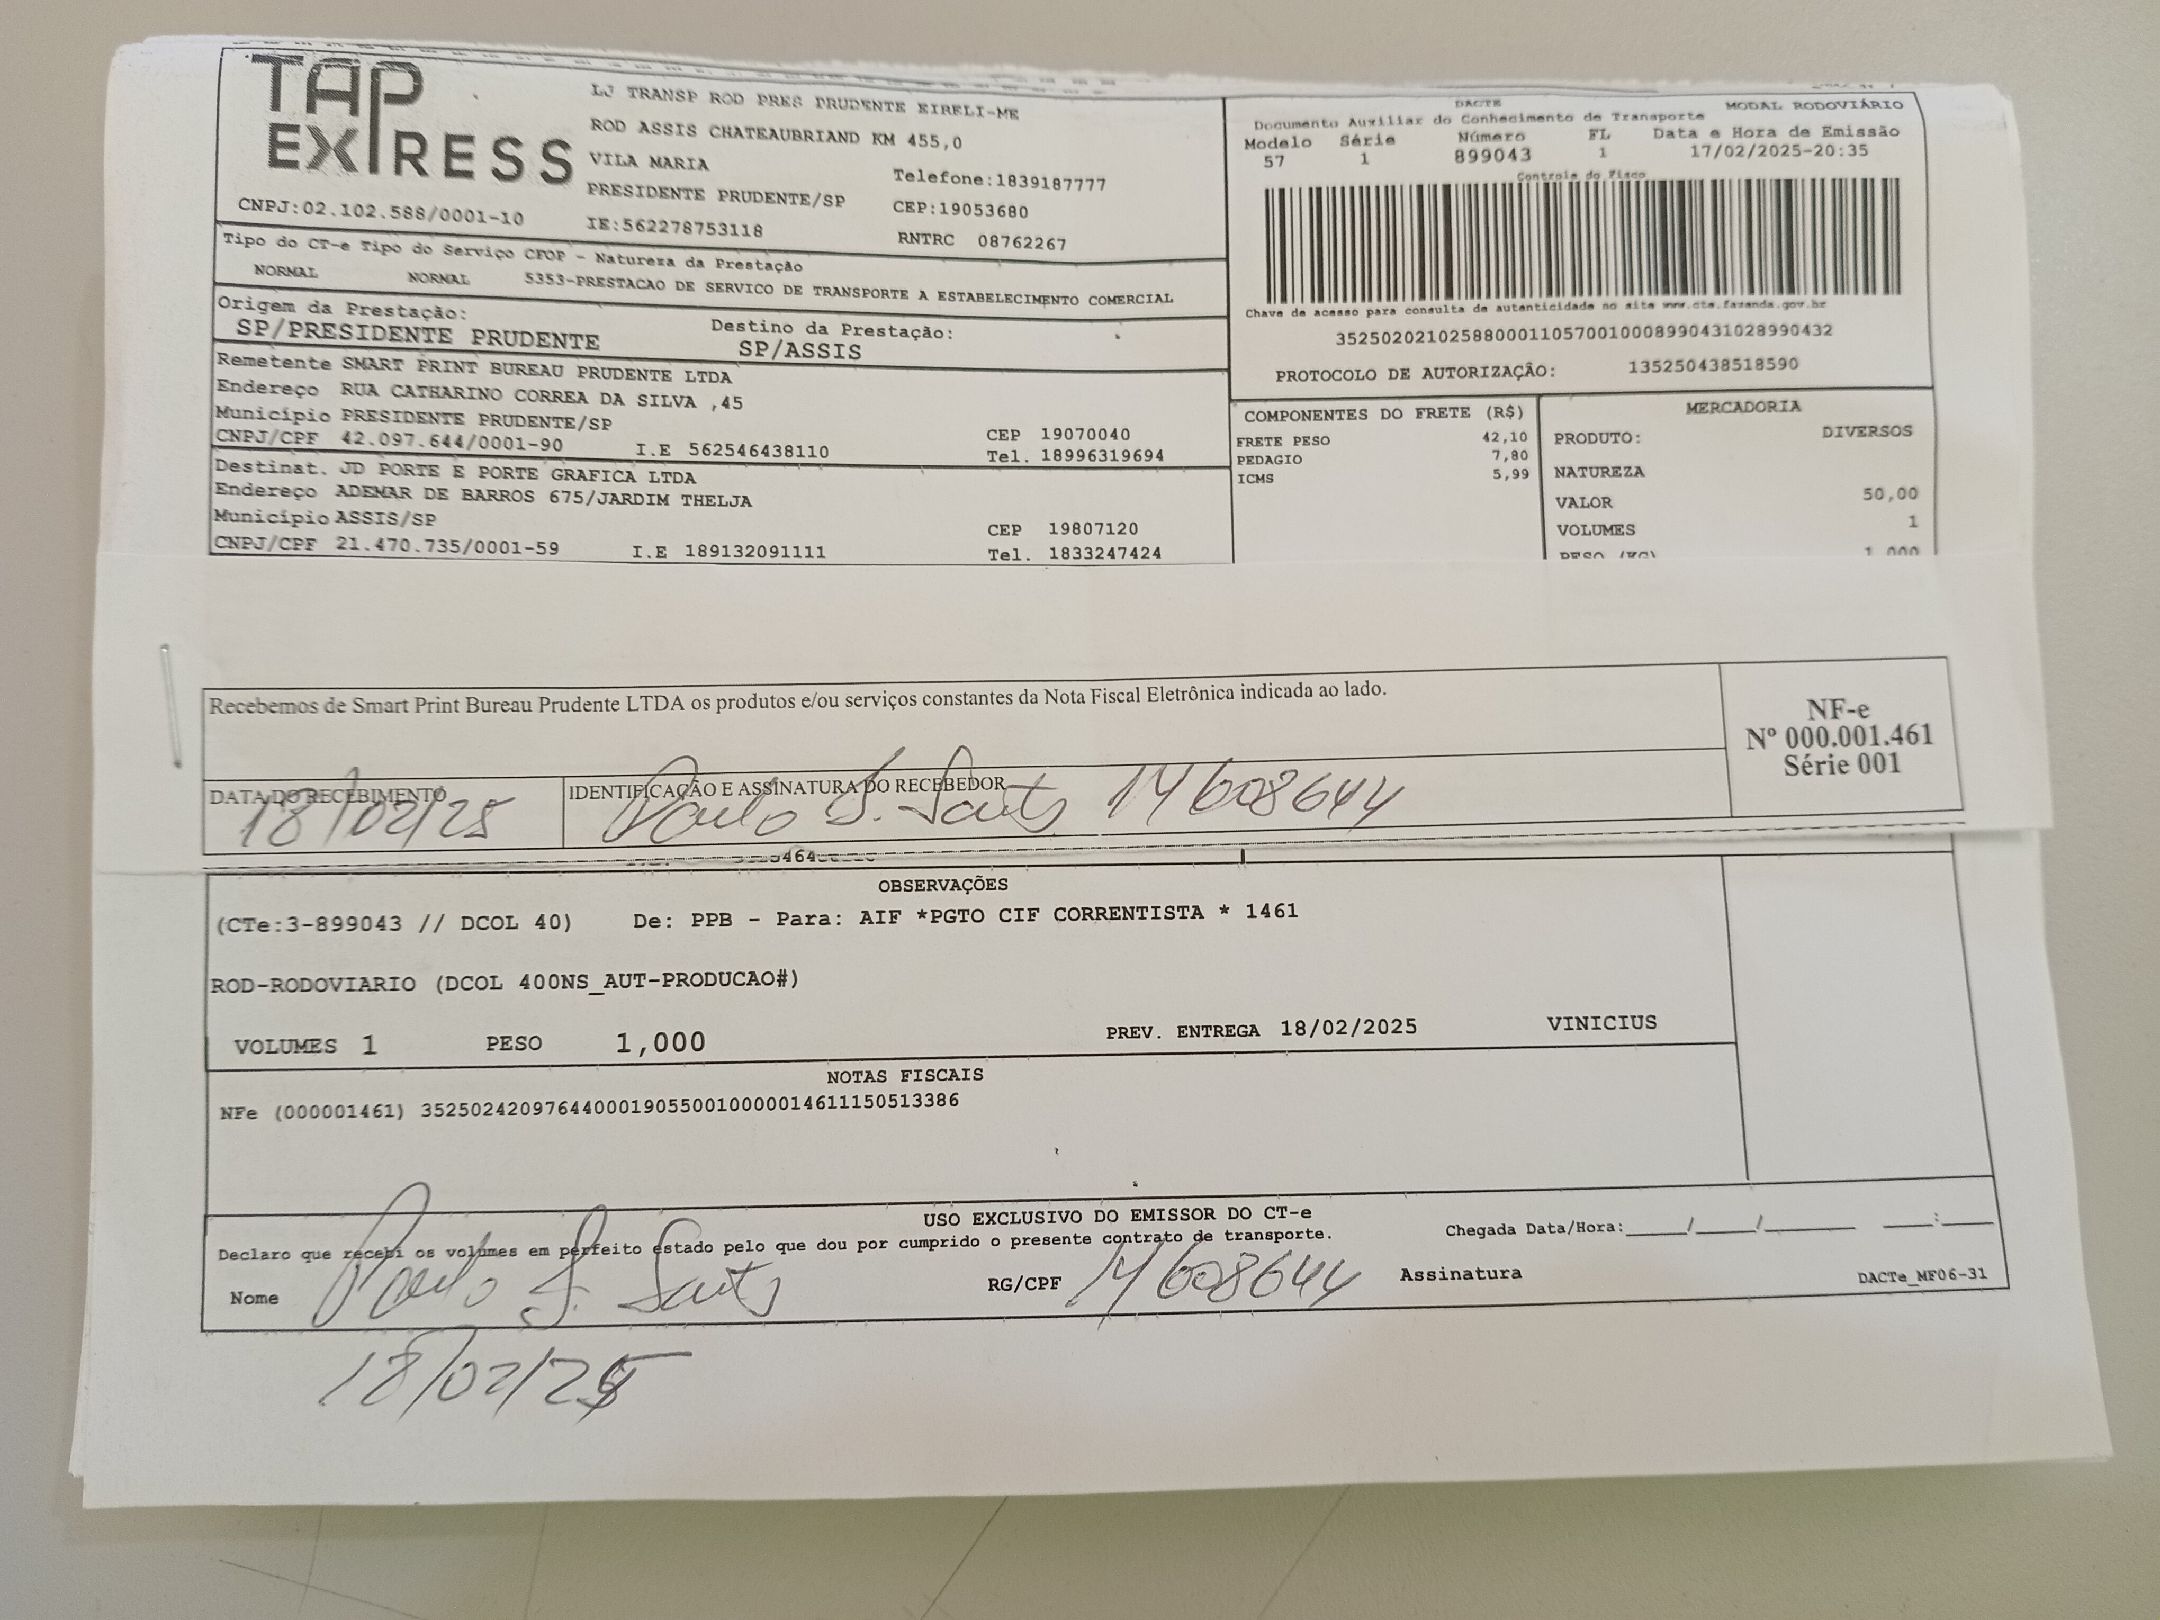 TAP
EXPRESS
LJ TRANSP ROD PRES PRUDENTE EIRELI-ME
ROD ASSIS CHATEAUBRIAND KM 455,0
VILA MARIA
Telefone:1839187777
PRESIDENTE PRUDENTE/SP
CEP:19053680
CNPJ:02.102.588/0001-10
IE:562278753118
RNTRC 08762267
DACTE MODAL RODOVIÁRIO
Documento Auxiliar do Conhecimento de Transporte
Modelo Série Número FL Data e Hora de Emissão
57 1 899043 1 17/02/2025-20:35
Controle do Fisco
Chave de acesso para consulta de autenticidade no site www.cte.fazenda.gov.br
35250202102588000110570010008990431028990432
PROTOCOLO DE AUTORIZAÇÃO: 135250438518590
Tipo do CT-e Tipo do Serviço CFOP - Natureza da Prestação
NORMAL NORMAL 5353-PRESTACAO DE SERVICO DE TRANSPORTE A ESTABELECIMENTO COMERCIAL
Origem da Prestação: Destino da Prestação:
SP/PRESIDENTE PRUDENTE SP/ASSIS
Remetente SMART PRINT BUREAU PRUDENTE LTDA
Endereço RUA CATHARINO CORREA DA SILVA ,45
Município PRESIDENTE PRUDENTE/SP CEP 19070040
CNPJ/CPF 42.097.644/0001-90 I.E 562546438110 Tel. 18996319694
Destinat. JD PORTE E PORTE GRAFICA LTDA
Endereço ADEMAR DE BARROS 675/JARDIM THELJA
Município ASSIS/SP CEP 19807120
CNPJ/CPF 21.470.735/0001-59 I.E 189132091111 Tel. 1833247424
COMPONENTES DO FRETE (R$)
FRETE PESO 42,10
PEDAGIO 7,80
ICMS 5,99
MERCADORIA
PRODUTO: DIVERSOS
NATUREZA
VALOR 50,00
VOLUMES 1
PESO (KG) 1,000
Recebemos de Smart Print Bureau Prudente LTDA os produtos e/ou serviços constantes da Nota Fiscal Eletrônica indicada ao lado.
NF-e
Nº 000.001.461
Série 001
DATA DO RECEBIMENTO IDENTIFICAÇÃO E ASSINATURA DO RECEBEDOR
18/02/25 Paulo S. Santos 14608644
OBSERVAÇÕES
(CTe:3-899043 // DCOL 40) De: PPB - Para: AIF *PGTO CIF CORRENTISTA * 1461
ROD-RODOVIARIO (DCOL 400NS_AUT-PRODUCAO#)
VOLUMES 1 PESO 1,000 PREV. ENTREGA 18/02/2025 VINICIUS
NOTAS FISCAIS
NFe (000001461) 35250242097644000190550010000014611150513386
USO EXCLUSIVO DO EMISSOR DO CT-e
Declaro que recebi os volumes em perfeito estado pelo que dou por cumprido o presente contrato de transporte.
Chegada Data/Hora:____/____/______ ____:____
Nome Paulo S. Santos RG/CPF 14608644 Assinatura
DACTe_MF06-31
18/02/25